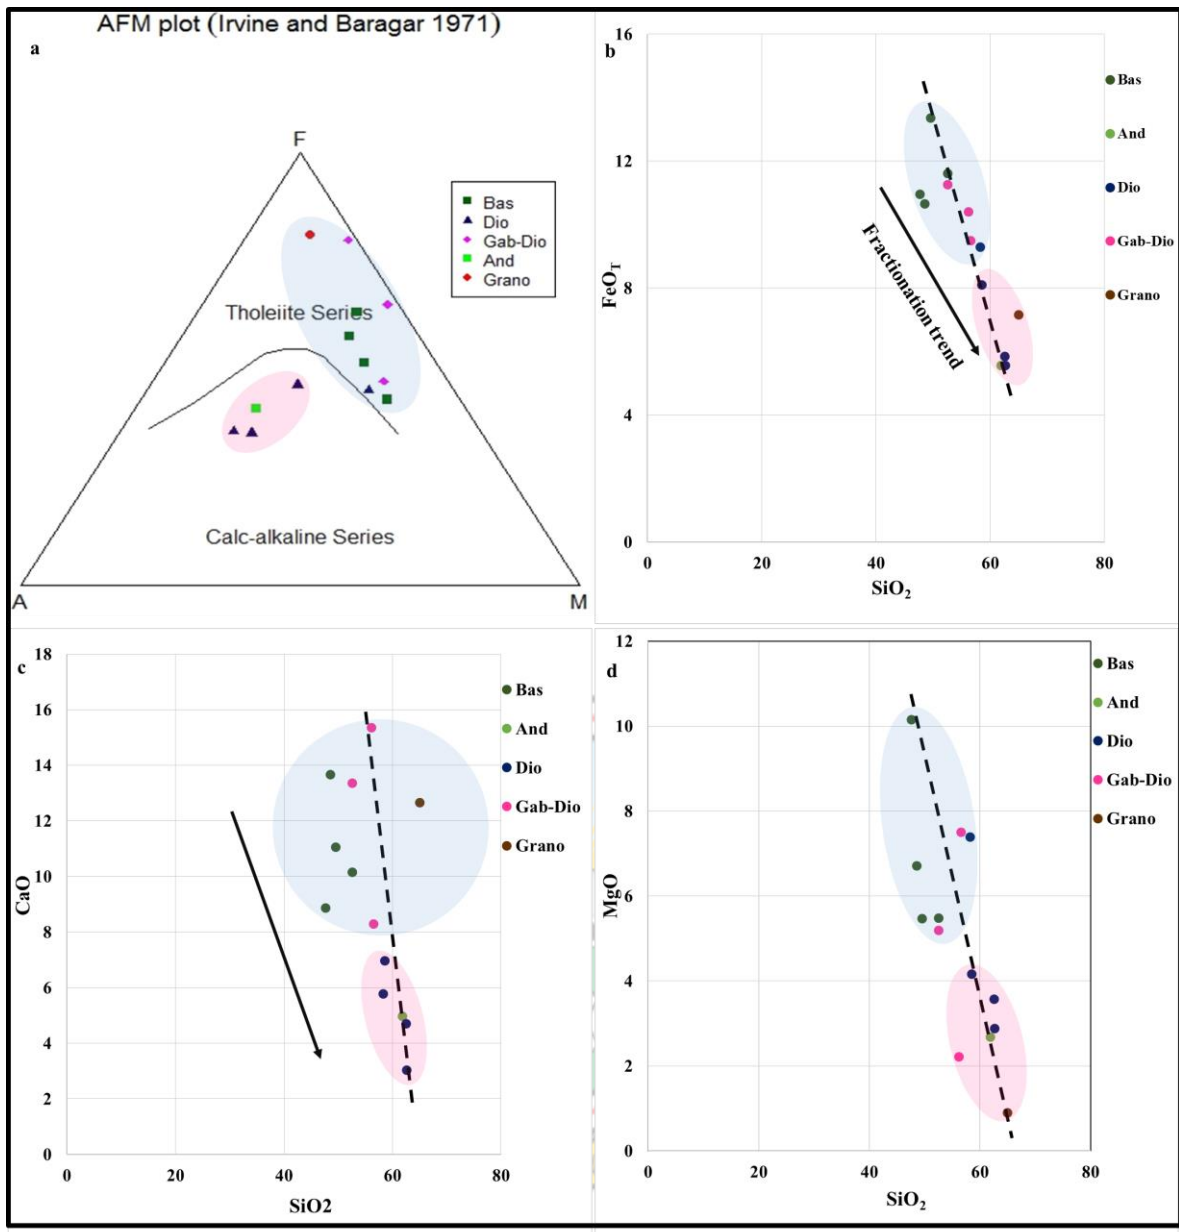 AFM plot (Irvine and Baragar 1971)
a
F
Bas
Dio
Gab-Dio
And
Grano
Tholeiite Series
Calc-alkaline Series
A
M
b
16
12
8
4
0
0 20 40 60 80
FeOT
SiO2
Fractionation trend
Bas
And
Dio
Gab-Dio
Grano
c
18
16
14
12
10
8
6
4
2
0
0 20 40 60 80
CaO
SiO2
Bas
And
Dio
Gab-Dio
Grano
d
12
10
8
6
4
2
0
0 20 40 60 80
MgO
SiO2
Bas
And
Dio
Gab-Dio
Grano